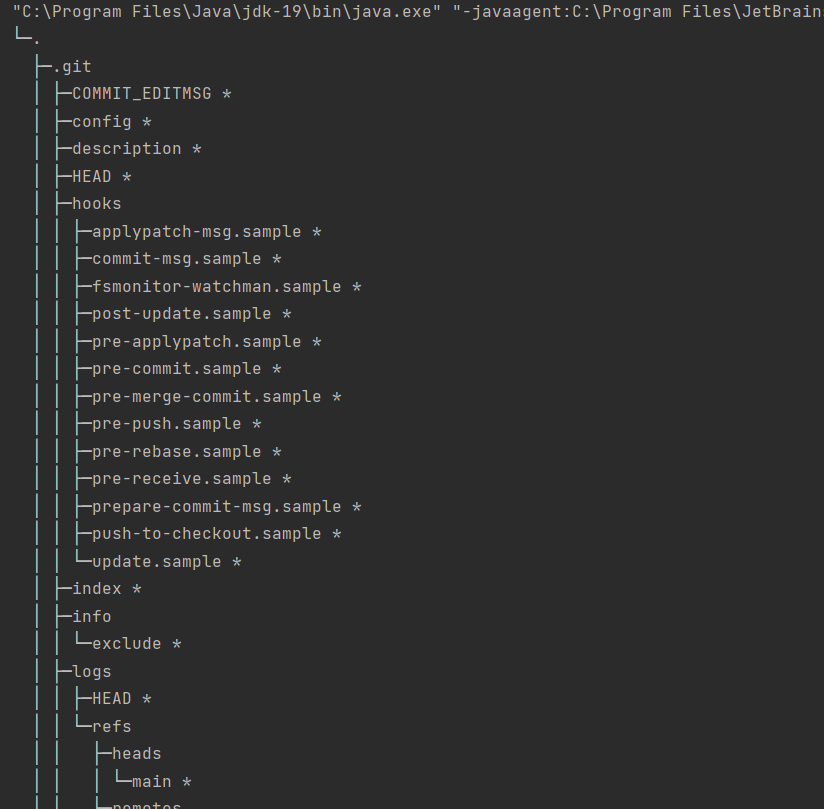 "C:\Program Files\Java\jdk-19\bin\java.exe" "-javaagent:C:\Program Files\JetBrain
└─.
  ├─.git
  │ ├─COMMIT_EDITMSG *
  │ ├─config *
  │ ├─description *
  │ ├─HEAD *
  │ ├─hooks
  │ │ ├─applypatch-msg.sample *
  │ │ ├─commit-msg.sample *
  │ │ ├─fsmonitor-watchman.sample *
  │ │ ├─post-update.sample *
  │ │ ├─pre-applypatch.sample *
  │ │ ├─pre-commit.sample *
  │ │ ├─pre-merge-commit.sample *
  │ │ ├─pre-push.sample *
  │ │ ├─pre-rebase.sample *
  │ │ ├─pre-receive.sample *
  │ │ ├─prepare-commit-msg.sample *
  │ │ ├─push-to-checkout.sample *
  │ │ └─update.sample *
  │ ├─index *
  │ ├─info
  │ │ └─exclude *
  │ ├─logs
  │ │ ├─HEAD *
  │ │ └─refs
  │ │   ├─heads
  │ │   │ └─main *
  │ │   └─remotes